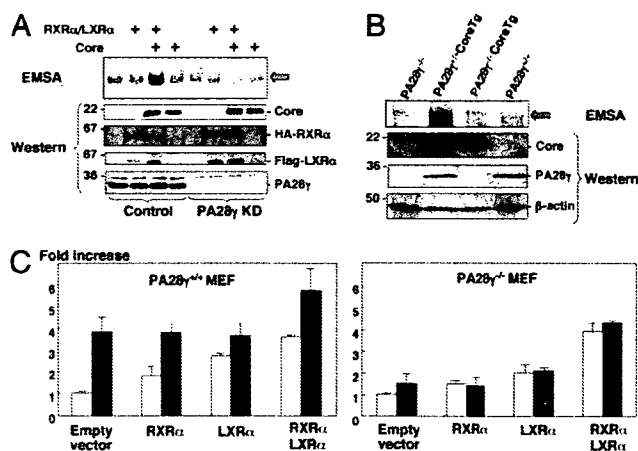 A
RXRα/LXRα + + + +
Core + + + +
EMSA
22 Core
67 HA-RXRα
Western
67 Flag-LXRα
36 PA28γ
Control PA28γ KD
B
PA28γ-/-
PA28γ+/+CoreTg
PA28γ-/-CoreTg
PA28γ+/+
EMSA
22 Core
36 PA28γ
Western
50 β-actin
C Fold increase
PA28γ+/+ MEF
6
5
4
3
2
1
0
Empty vector
RXRα
LXRα
RXRα LXRα
PA28γ-/- MEF
6
5
4
3
2
1
0
Empty vector
RXRα
LXRα
RXRα LXRα